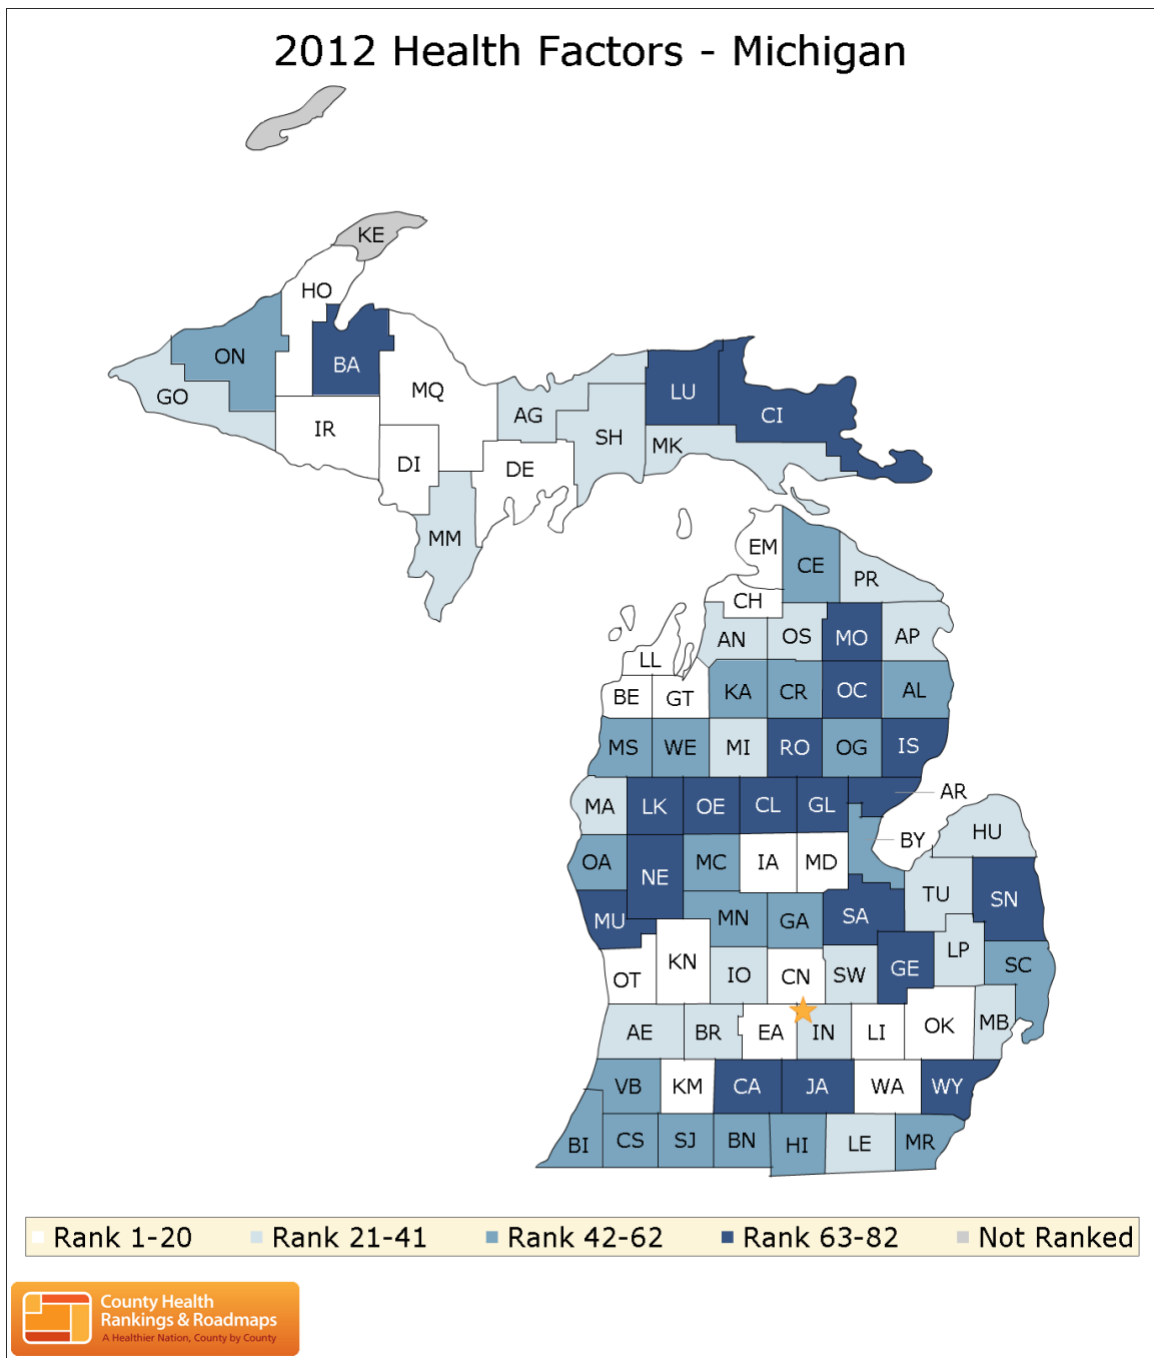 2012 Health Factors - Michigan
KE
HO
ON
BA
GO
MQ
LU
AG
CI
IR
SH
MK
DI
DE
MM
EM
CE
PR
CH
AN
OS
MO
AP
LL
BE
GT
KA
CR
OC
AL
MS
WE
MI
RO
OG
IS
MA
LK
OE
CL
GL
AR
HU
BY
OA
NE
MC
IA
MD
TU
SN
MU
MN
GA
SA
OT
KN
IO
CN
SW
GE
LP
SC
AE
BR
EA
IN
LI
OK
MB
VB
KM
CA
JA
WA
WY
BI
CS
SJ
BN
HI
LE
MR
Rank 1-20 Rank 21-41 Rank 42-62 Rank 63-82 Not Ranked
County Health
Rankings & Roadmaps
A Healthier Nation, County by County